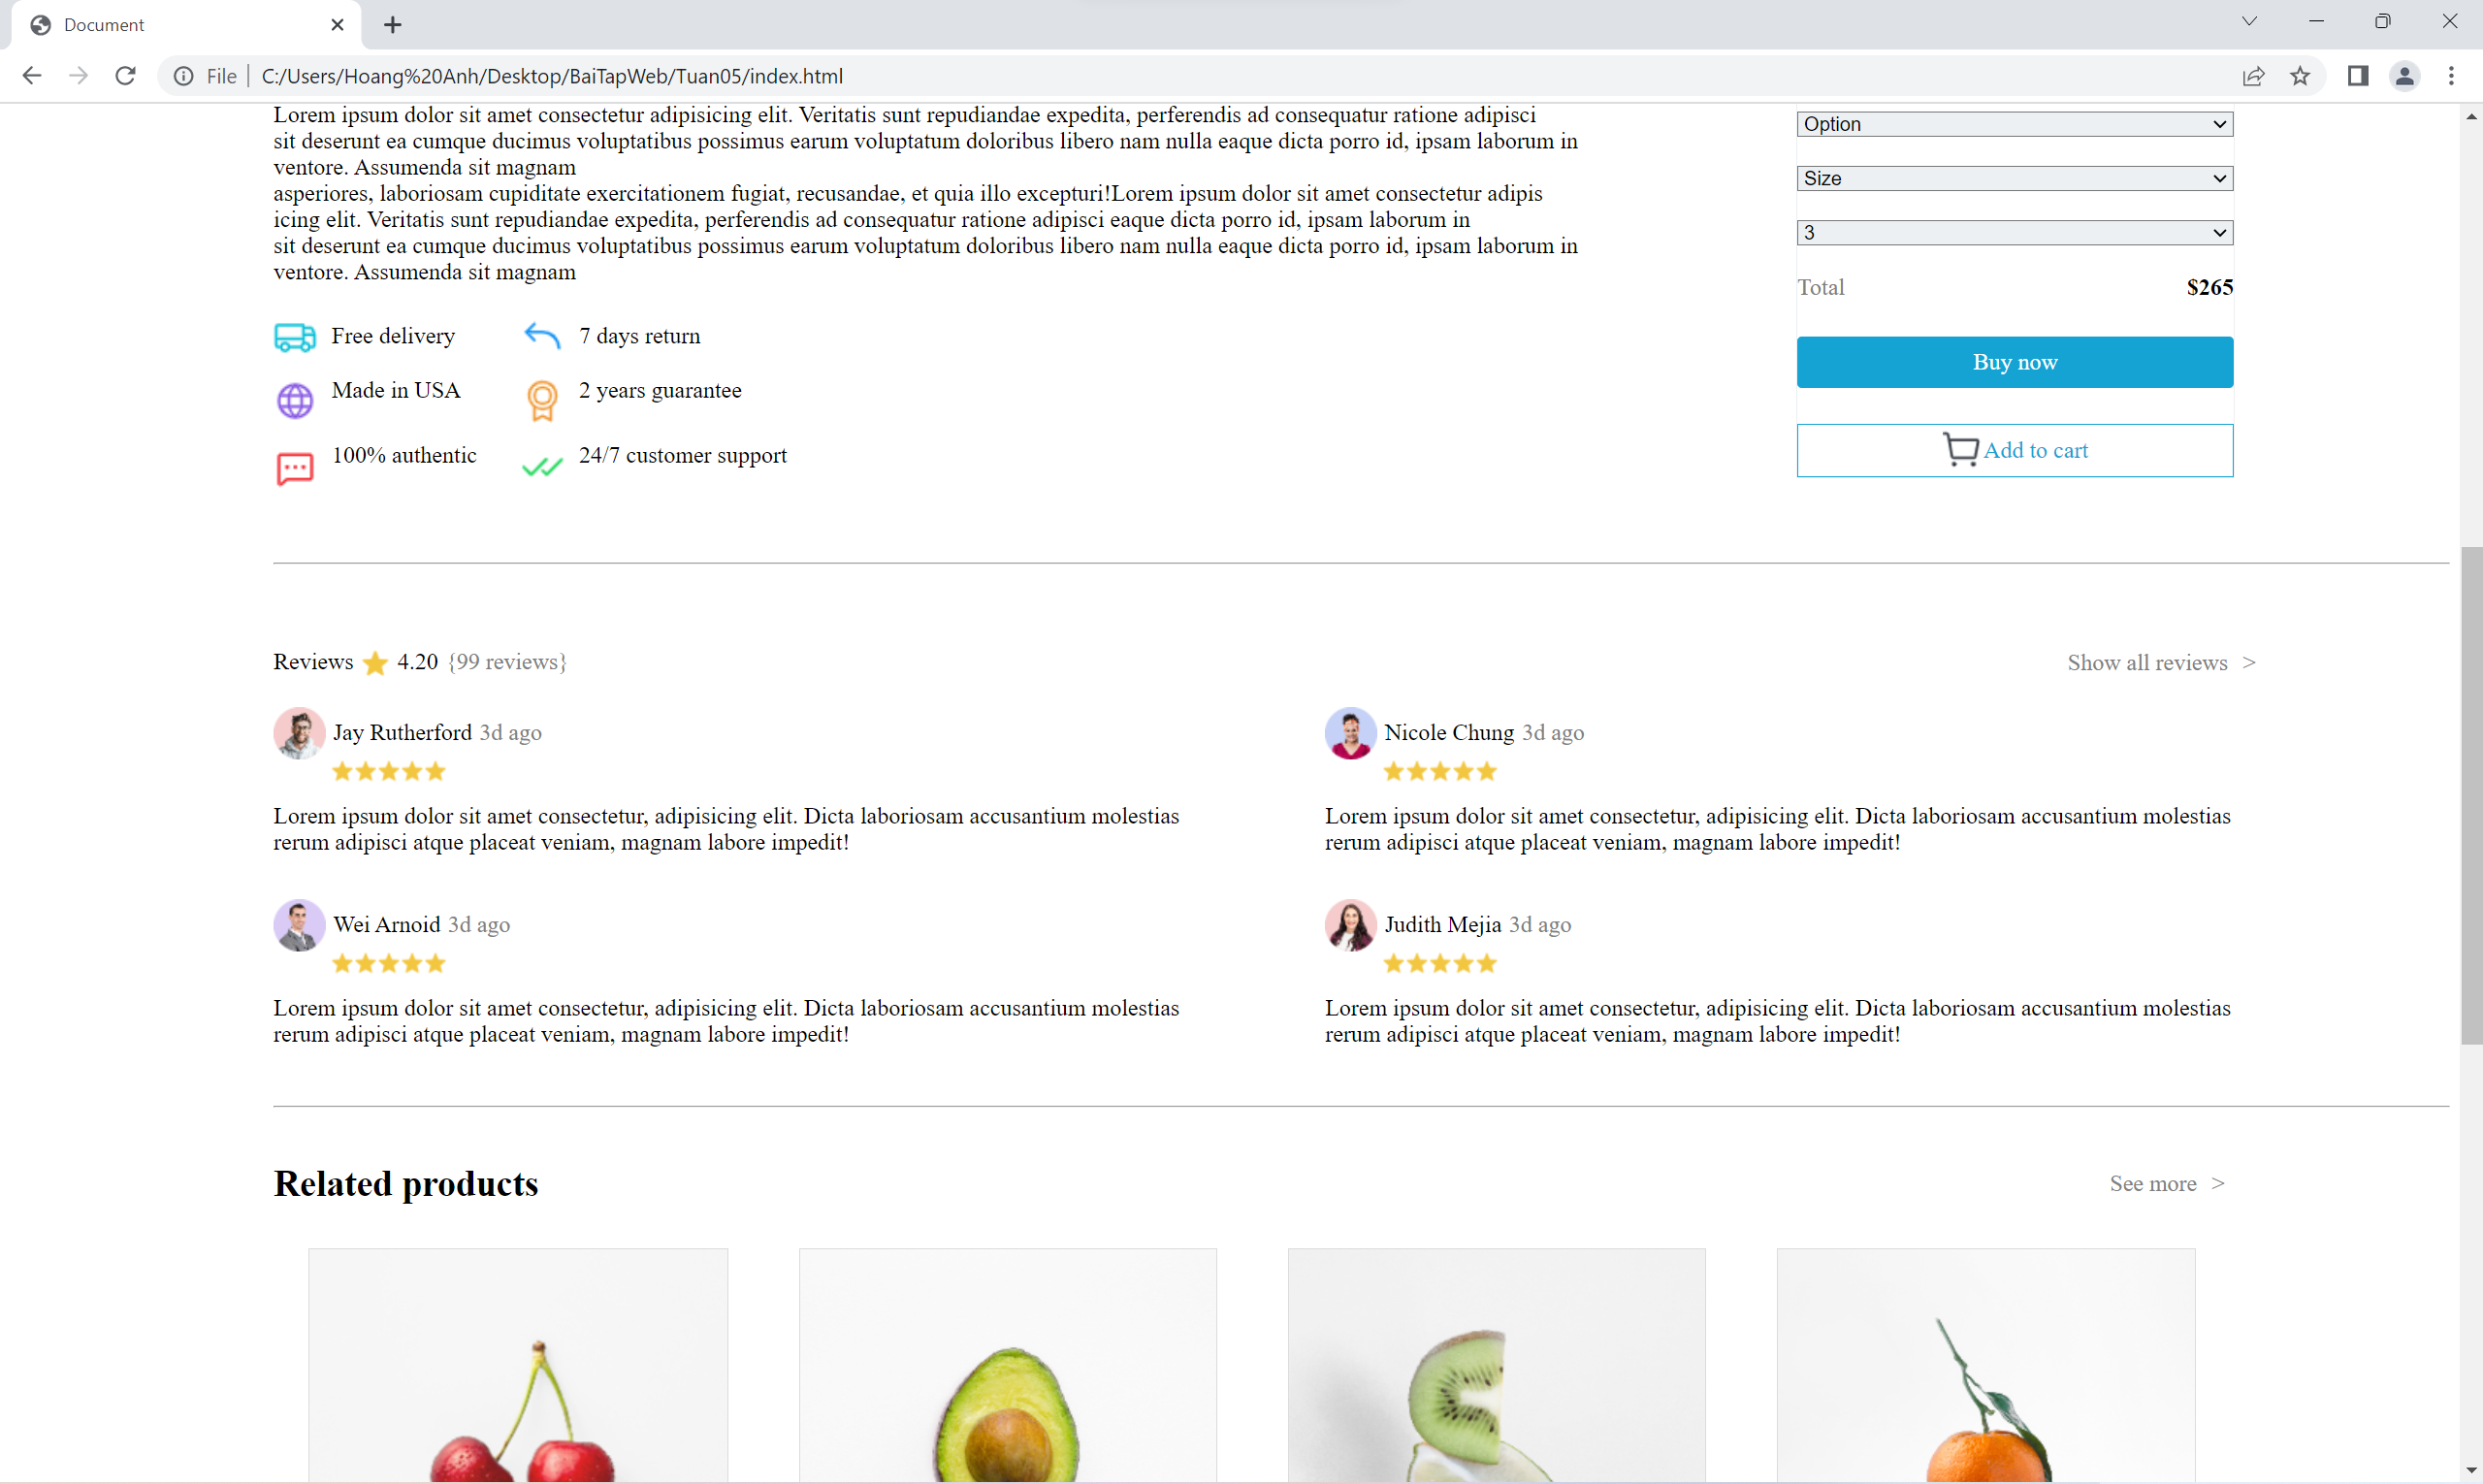 Document
File
C:/Users/Hoang%20Anh/Desktop/BaiTapWeb/Tuan05/index.html
Lorem ipsum dolor sit amet consectetur adipisicing elit. Veritatis sunt repudiandae expedita, perferendis ad consequatur ratione adipisci
sit deserunt ea cumque ducimus voluptatibus possimus earum voluptatum doloribus libero nam nulla eaque dicta porro id, ipsam laborum in
ventore. Assumenda sit magnam
asperiores, laboriosam cupiditate exercitationem fugiat, recusandae, et quia illo excepturi!Lorem ipsum dolor sit amet consectetur adipis
icing elit. Veritatis sunt repudiandae expedita, perferendis ad consequatur ratione adipisci eaque dicta porro id, ipsam laborum in
sit deserunt ea cumque ducimus voluptatibus possimus earum voluptatum doloribus libero nam nulla eaque dicta porro id, ipsam laborum in
ventore. Assumenda sit magnam
Free delivery
7 days return
Made in USA
2 years guarantee
100% authentic
24/7 customer support
Option
Size
3
Total $265
Buy now
Add to cart
Reviews 4.20 {99 reviews}
Show all reviews >
Jay Rutherford 3d ago
Lorem ipsum dolor sit amet consectetur, adipisicing elit. Dicta laboriosam accusantium molestias
rerum adipisci atque placeat veniam, magnam labore impedit!
Nicole Chung 3d ago
Lorem ipsum dolor sit amet consectetur, adipisicing elit. Dicta laboriosam accusantium molestias
rerum adipisci atque placeat veniam, magnam labore impedit!
Wei Arnoid 3d ago
Lorem ipsum dolor sit amet consectetur, adipisicing elit. Dicta laboriosam accusantium molestias
rerum adipisci atque placeat veniam, magnam labore impedit!
Judith Mejia 3d ago
Lorem ipsum dolor sit amet consectetur, adipisicing elit. Dicta laboriosam accusantium molestias
rerum adipisci atque placeat veniam, magnam labore impedit!
Related products
See more >